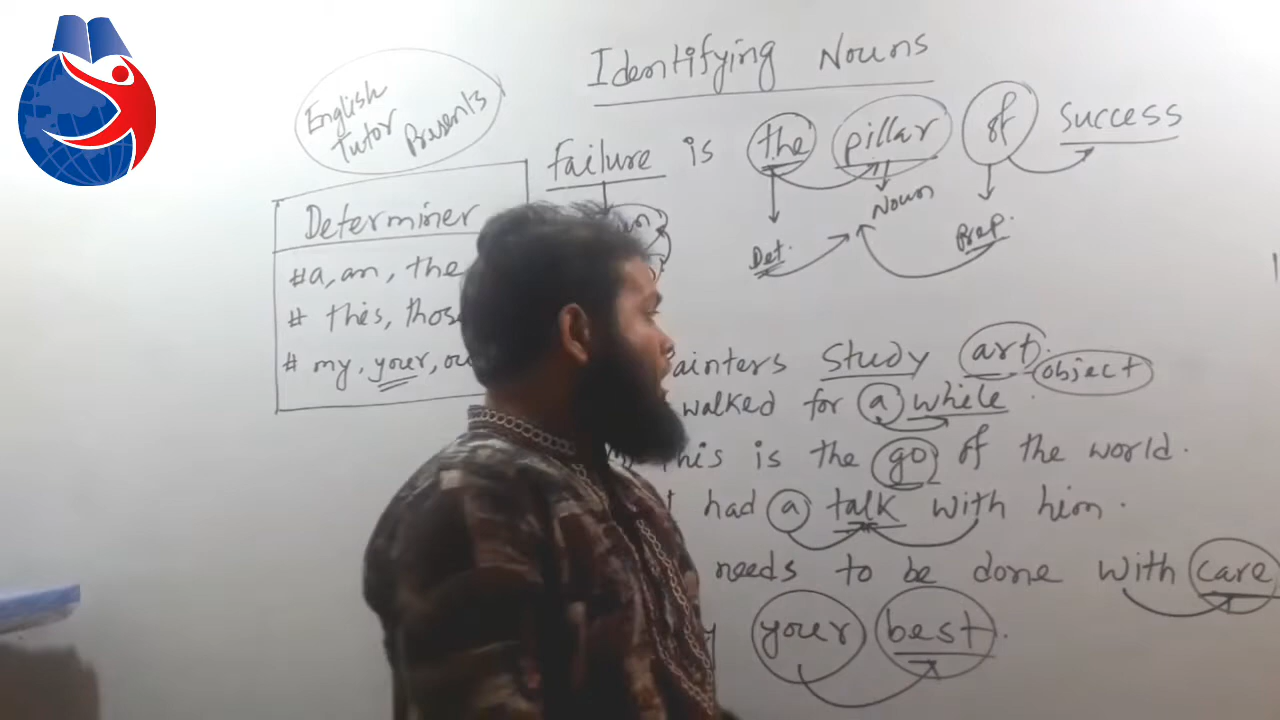 Identifying Nouns
English
Tutor
Presents
Failure is the pillar of success
Noun
Det.
Prep.
Determiner
#a, an, the
# this, thos
# my, your, ou
ainters study art.
object
walked for a while.
his is the go of the world.
had a talk with him.
needs to be done with care
your best.